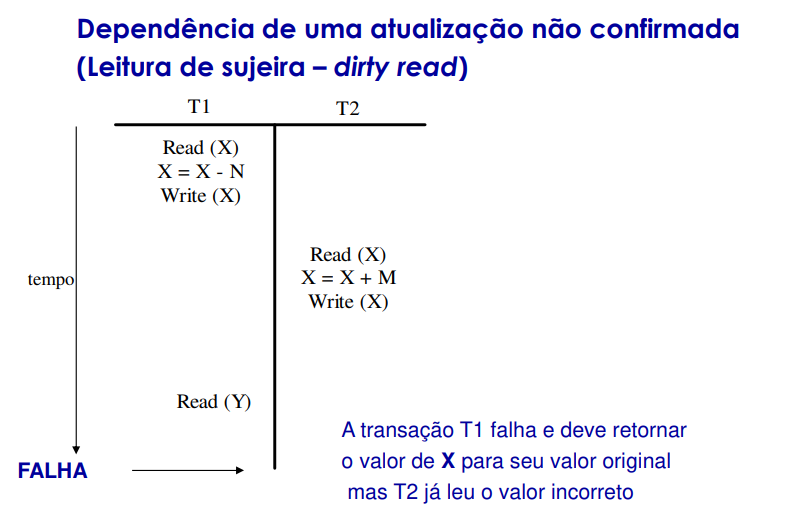 Dependência de uma atualização não confirmada
(Leitura de sujeira – dirty read)
T1
T2
Read (X)
X = X - N
Write (X)
Read (X)
X = X + M
Write (X)
tempo
Read (Y)
FALHA
A transação T1 falha e deve retornar
o valor de X para seu valor original
mas T2 já leu o valor incorreto